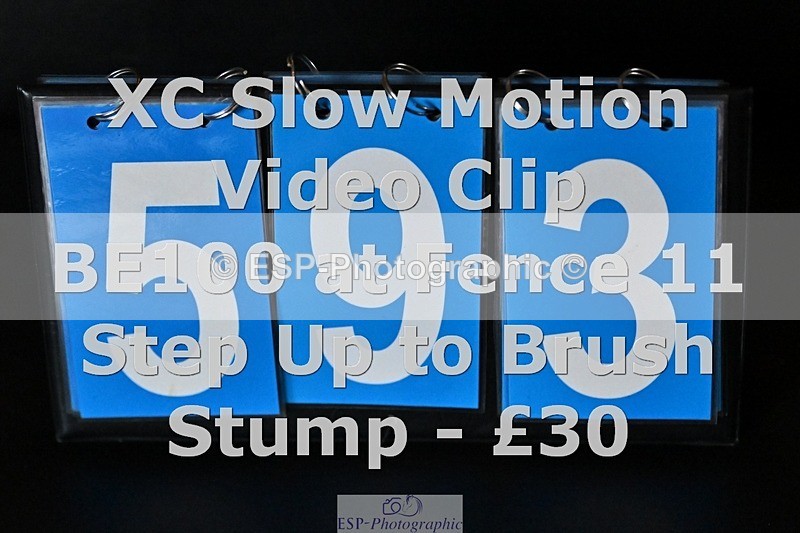 XC Slow Motion
Video Clip
BE100 at Fence 11
© ESP-Photographic ©
Step Up to Brush
Stump - £30
593
ESP-Photographic